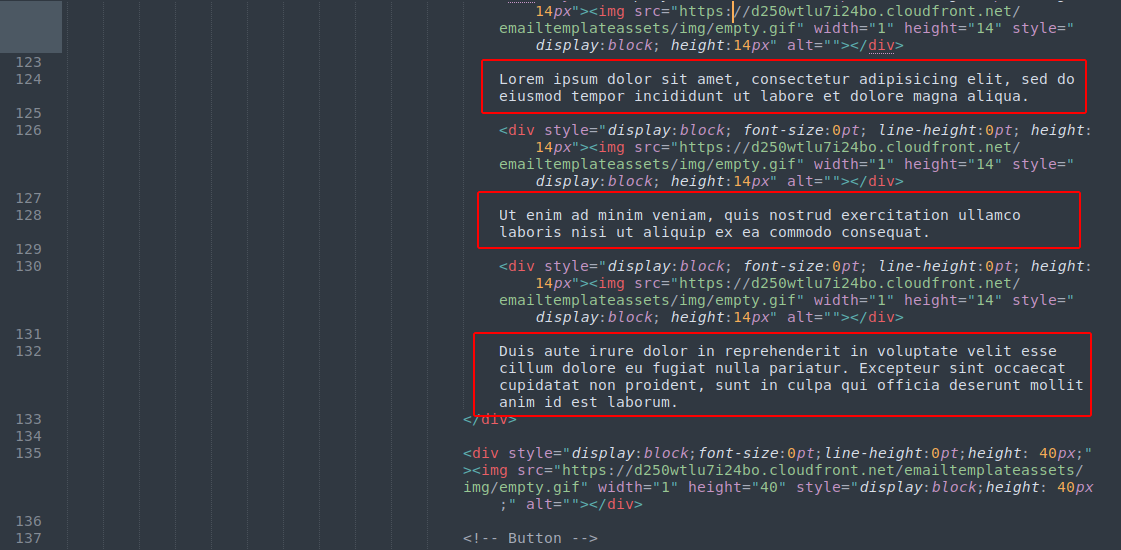 14px"><img src="https://d250wtlu7i24bo.cloudfront.net/
emailtemplateassets/img/empty.gif" width="1" height="14" style="
display:block; height:14px" alt=""></div>
123
124 Lorem ipsum dolor sit amet, consectetur adipisicing elit, sed do
eiusmod tempor incididunt ut labore et dolore magna aliqua.
125
126 <div style="display:block; font-size:0pt; line-height:0pt; height:
14px"><img src="https://d250wtlu7i24bo.cloudfront.net/
emailtemplateassets/img/empty.gif" width="1" height="14" style="
display:block; height:14px" alt=""></div>
127
128 Ut enim ad minim veniam, quis nostrud exercitation ullamco
laboris nisi ut aliquip ex ea commodo consequat.
129
130 <div style="display:block; font-size:0pt; line-height:0pt; height:
14px"><img src="https://d250wtlu7i24bo.cloudfront.net/
emailtemplateassets/img/empty.gif" width="1" height="14" style="
display:block; height:14px" alt=""></div>
131
132 Duis aute irure dolor in reprehenderit in voluptate velit esse
cillum dolore eu fugiat nulla pariatur. Excepteur sint occaecat
cupidatat non proident, sunt in culpa qui officia deserunt mollit
anim id est laborum.
133 </div>
134
135 <div style="display:block;font-size:0pt;line-height:0pt;height: 40px;"
><img src="https://d250wtlu7i24bo.cloudfront.net/emailtemplateassets/
img/empty.gif" width="1" height="40" style="display:block;height: 40px
;" alt=""></div>
136
137 <!-- Button -->